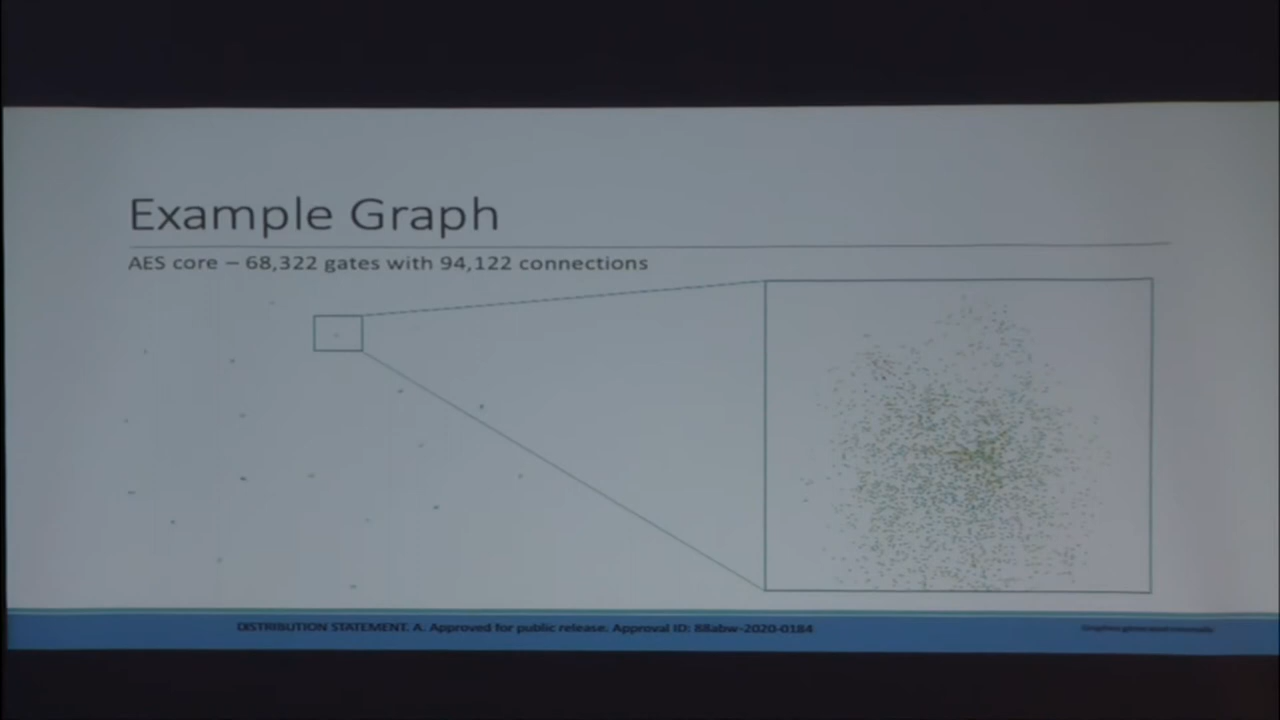 Example Graph
AES core – 68,322 gates with 94,122 connections
DISTRIBUTION STATEMENT. A. Approved for public release. Approval ID: 88abw-2020-0184